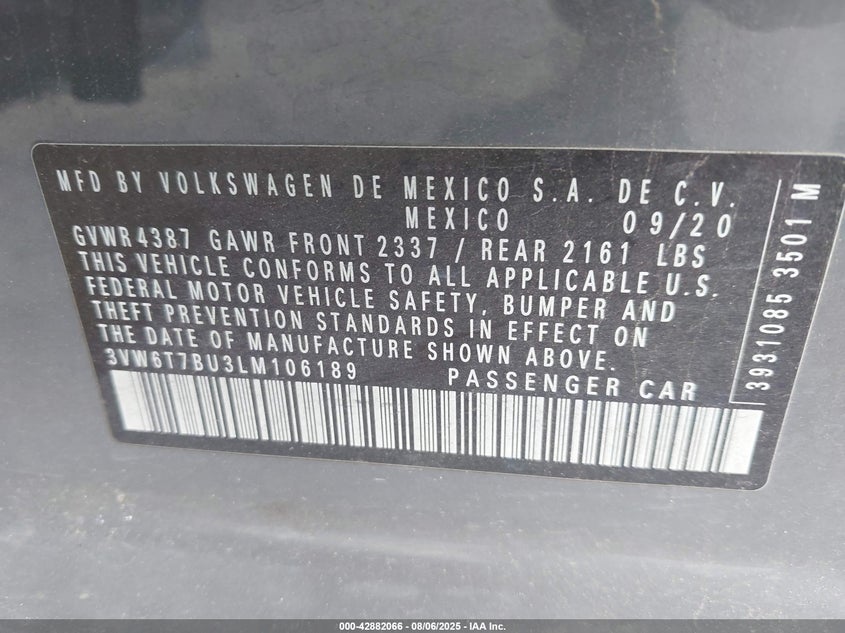 MFD BY VOLKSWAGEN DE MEXICO S.A. DE C.V.
MEXICO 09/20
GVWR 4387 GAWR FRONT 2337 / REAR 2161 LBS
THIS VEHICLE CONFORMS TO ALL APPLICABLE U.S.
FEDERAL MOTOR VEHICLE SAFETY, BUMPER AND
THEFT PREVENTION STANDARDS IN EFFECT ON
THE DATE OF MANUFACTURE SHOWN ABOVE.
3VW6T7BU3LM106189 PASSENGER CAR
3931085 3501 M
000-42882066 - 08/06/2025 - IAA Inc.